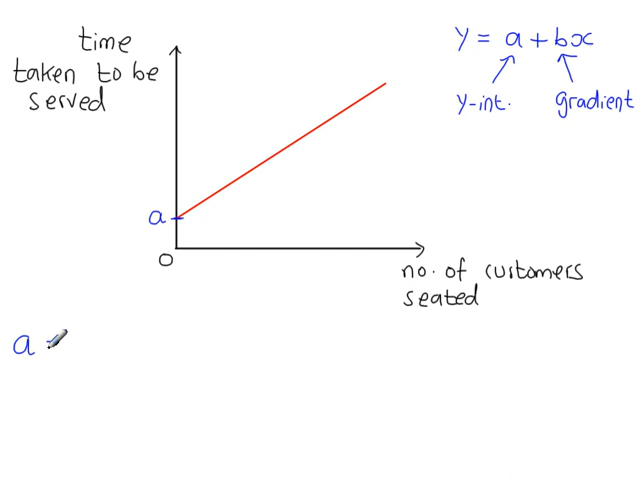 time
taken to be
served
y = a + bx
y-int.
gradient
a
0
no. of customers
seated
a